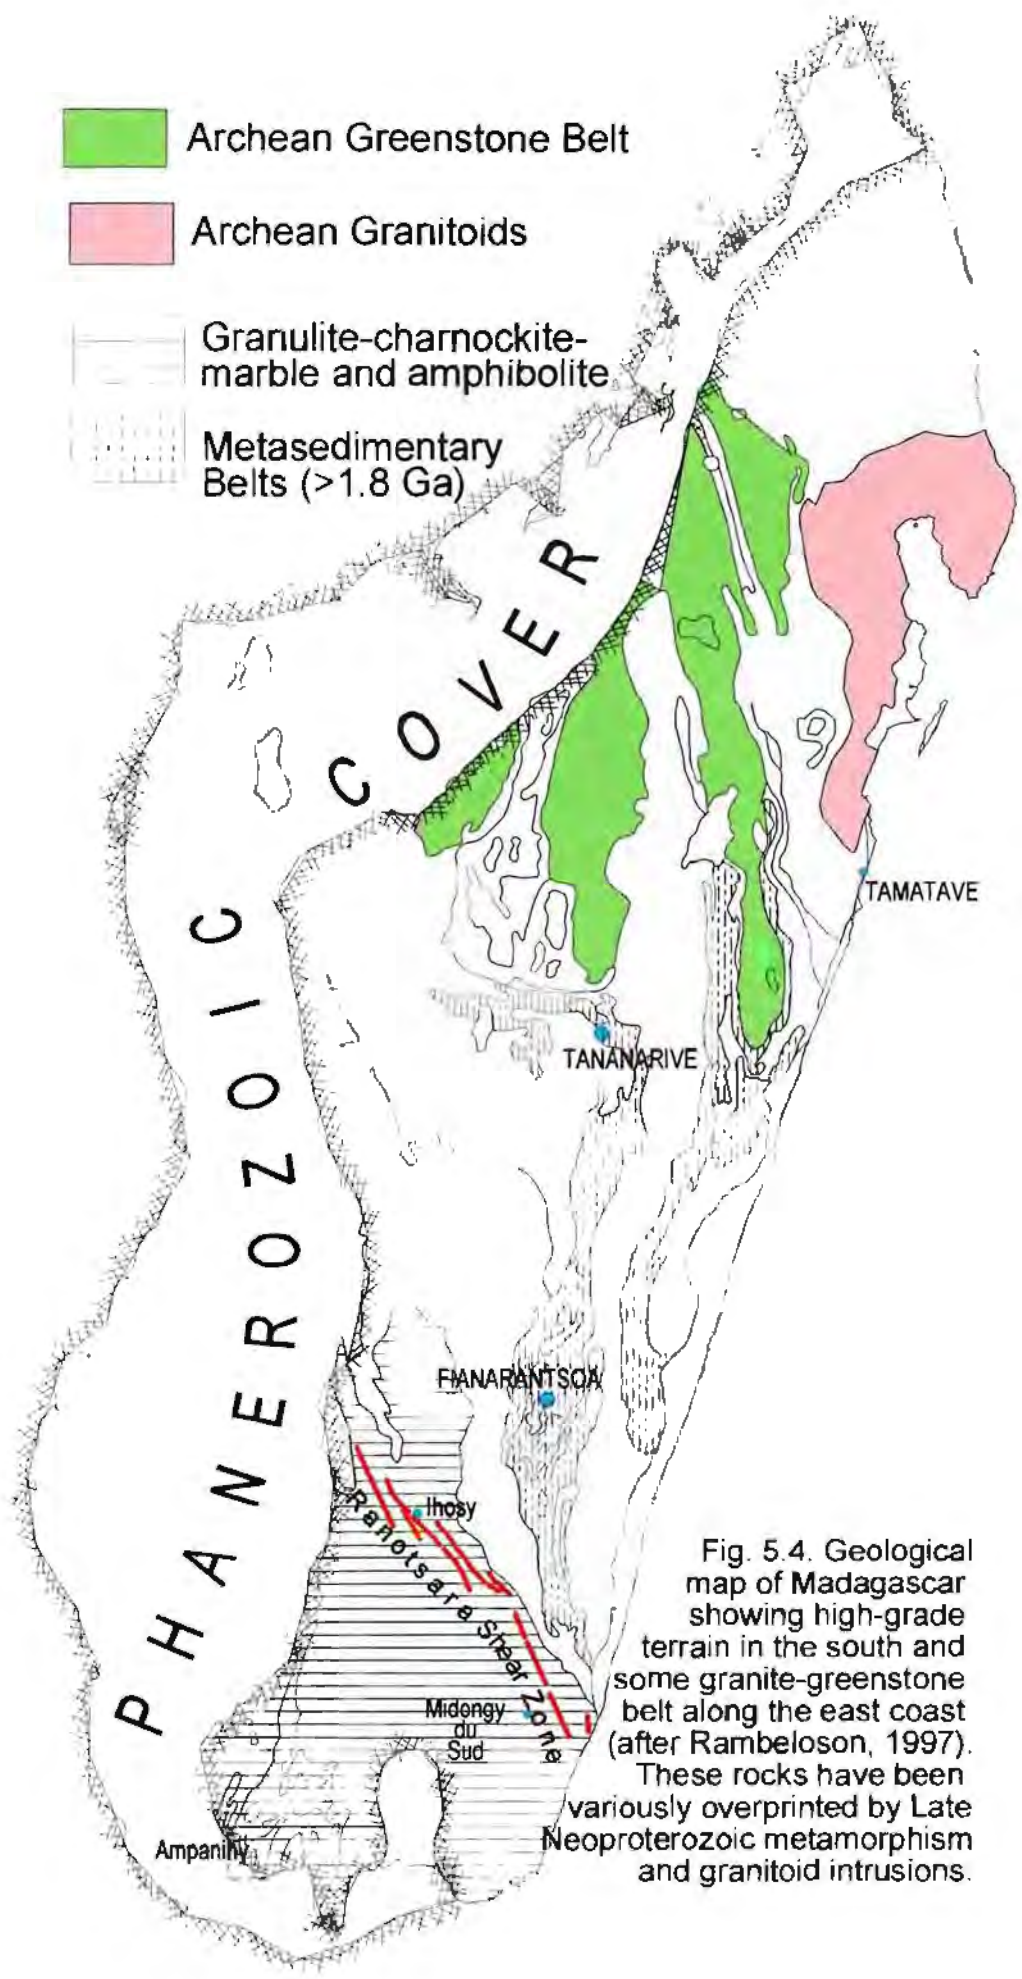 Archean Greenstone Belt
Archean Granitoids
Granulite-charnockite-
marble and amphibolite
Metasedimentary
Belts (>1.8 Ga)
PHANEROZOIC COVER
TAMATAVE
TANANARIVE
FIANARANTSOA
Ihosy
Ranotsara Shear Zone
Midongy
du
Sud
Ampanihy
Fig. 5.4. Geological
map of Madagascar
showing high-grade
terrain in the south and
some granite-greenstone
belt along the east coast
(after Rambeloson, 1997).
These rocks have been
variously overprinted by Late
Neoproterozoic metamorphism
and granitoid intrusions.